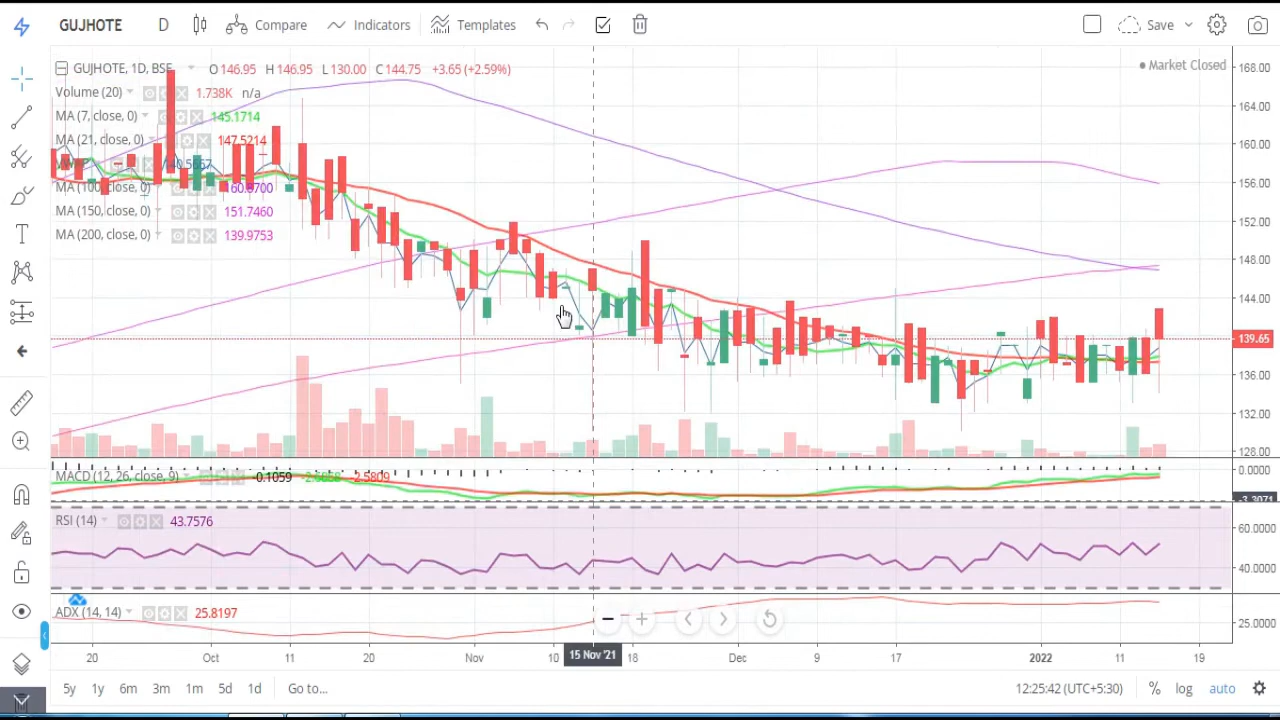 GUJHOTE D Compare Indicators Templates Save
GUJHOTE, 1D, BSE O 146.95 H 146.95 L 130.00 C 144.75 +3.65 (+2.59%)
Market Closed
Volume (20) 1.738K n/a
MA (7, close, 0) 145.1714
MA (21, close, 0) 147.5214
MA (100, close, 0)
MA (150, close, 0) 151.7460
MA (200, close, 0) 139.9753
168.00
164.00
160.00
156.00
152.00
148.00
144.00
139.65
136.00
132.00
128.00
MACD (12, 26, close, 9) -0.1059 -2.5809
0.0000
-3.3071
RSI (14) 43.7576
60.0000
40.0000
ADX (14, 14) 25.8197
25.0000
20 Oct 11 20 Nov 10 15 Nov '21 18 Dec 9 17 2022 11 19
5y 1y 6m 3m 1m 5d 1d Go to... 12:25:42 (UTC+5:30) % log auto